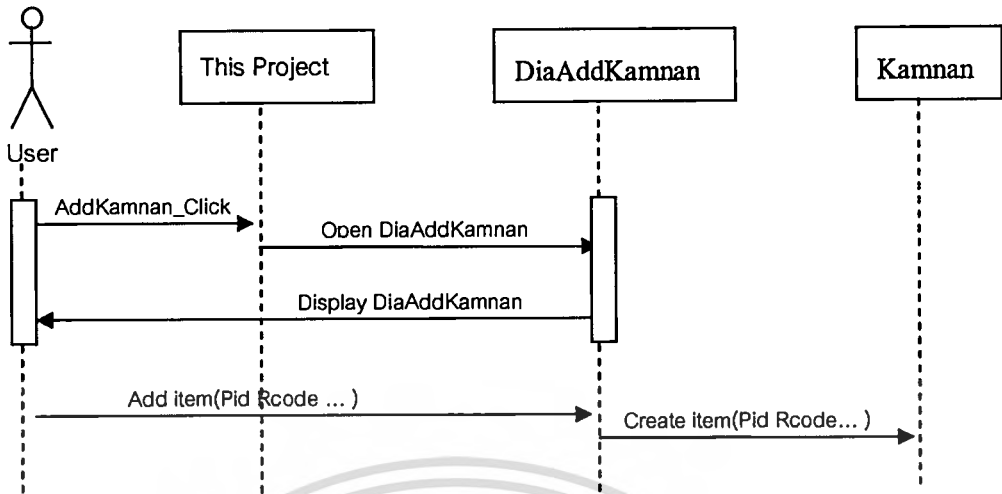 This Project
DiaAddKamnan
Kamnan
User
AddKamnan_Click
Open DiaAddKamnan
Display DiaAddKamnan
Add item(Pid Rcode ... )
Create item(Pid Rcode... )